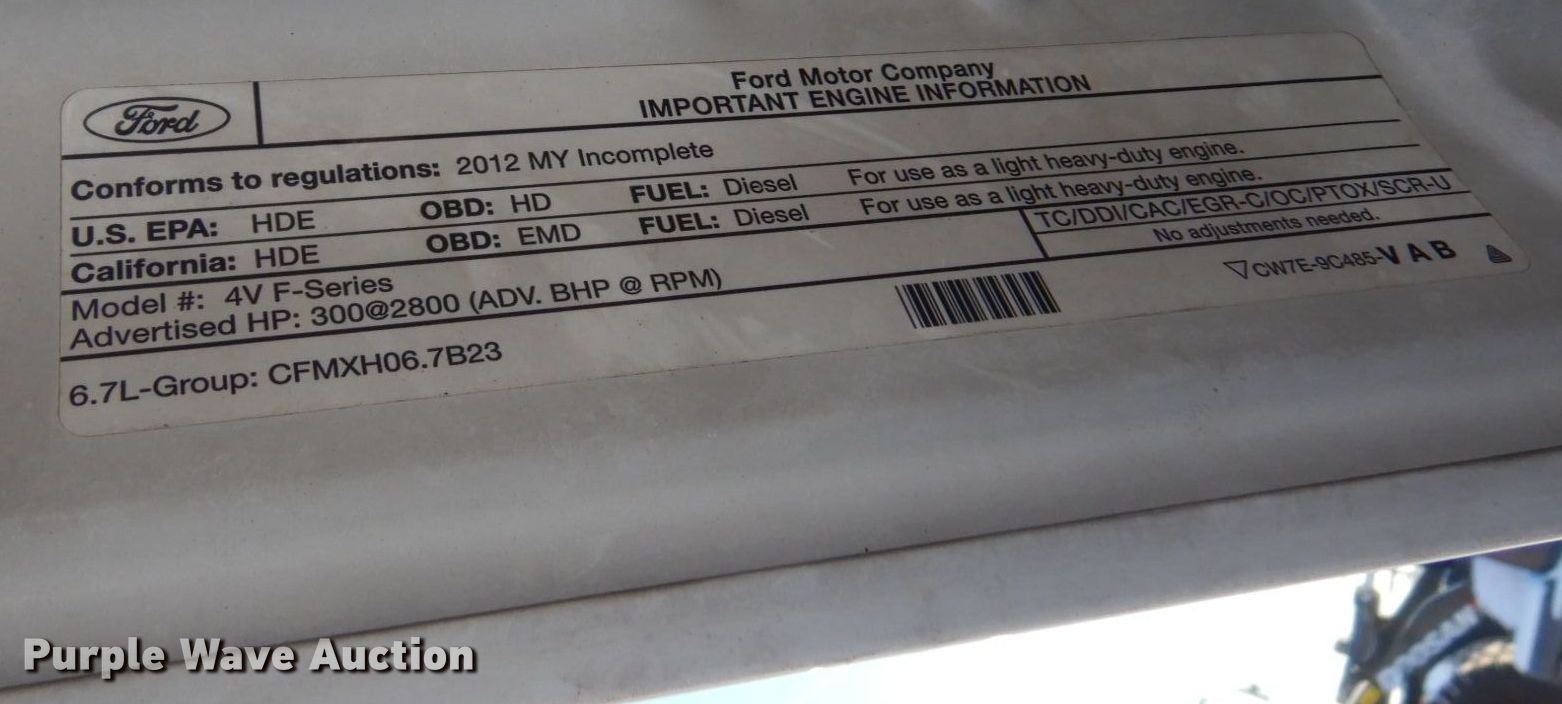 Ford
Ford Motor Company
IMPORTANT ENGINE INFORMATION
Conforms to regulations: 2012 MY Incomplete
U.S. EPA: HDE OBD: HD FUEL: Diesel For use as a light heavy-duty engine.
California: HDE OBD: EMD FUEL: Diesel For use as a light heavy-duty engine.
Model #: 4V F-Series
TC/DDI/CAC/EGR-C/OC/PTOX/SCR-U
Advertised HP: 300@2800 (ADV. BHP @ RPM)
No adjustments needed.
6.7L-Group: CFMXH06.7B23
CW7E-9C485-V A B
Purple Wave Auction